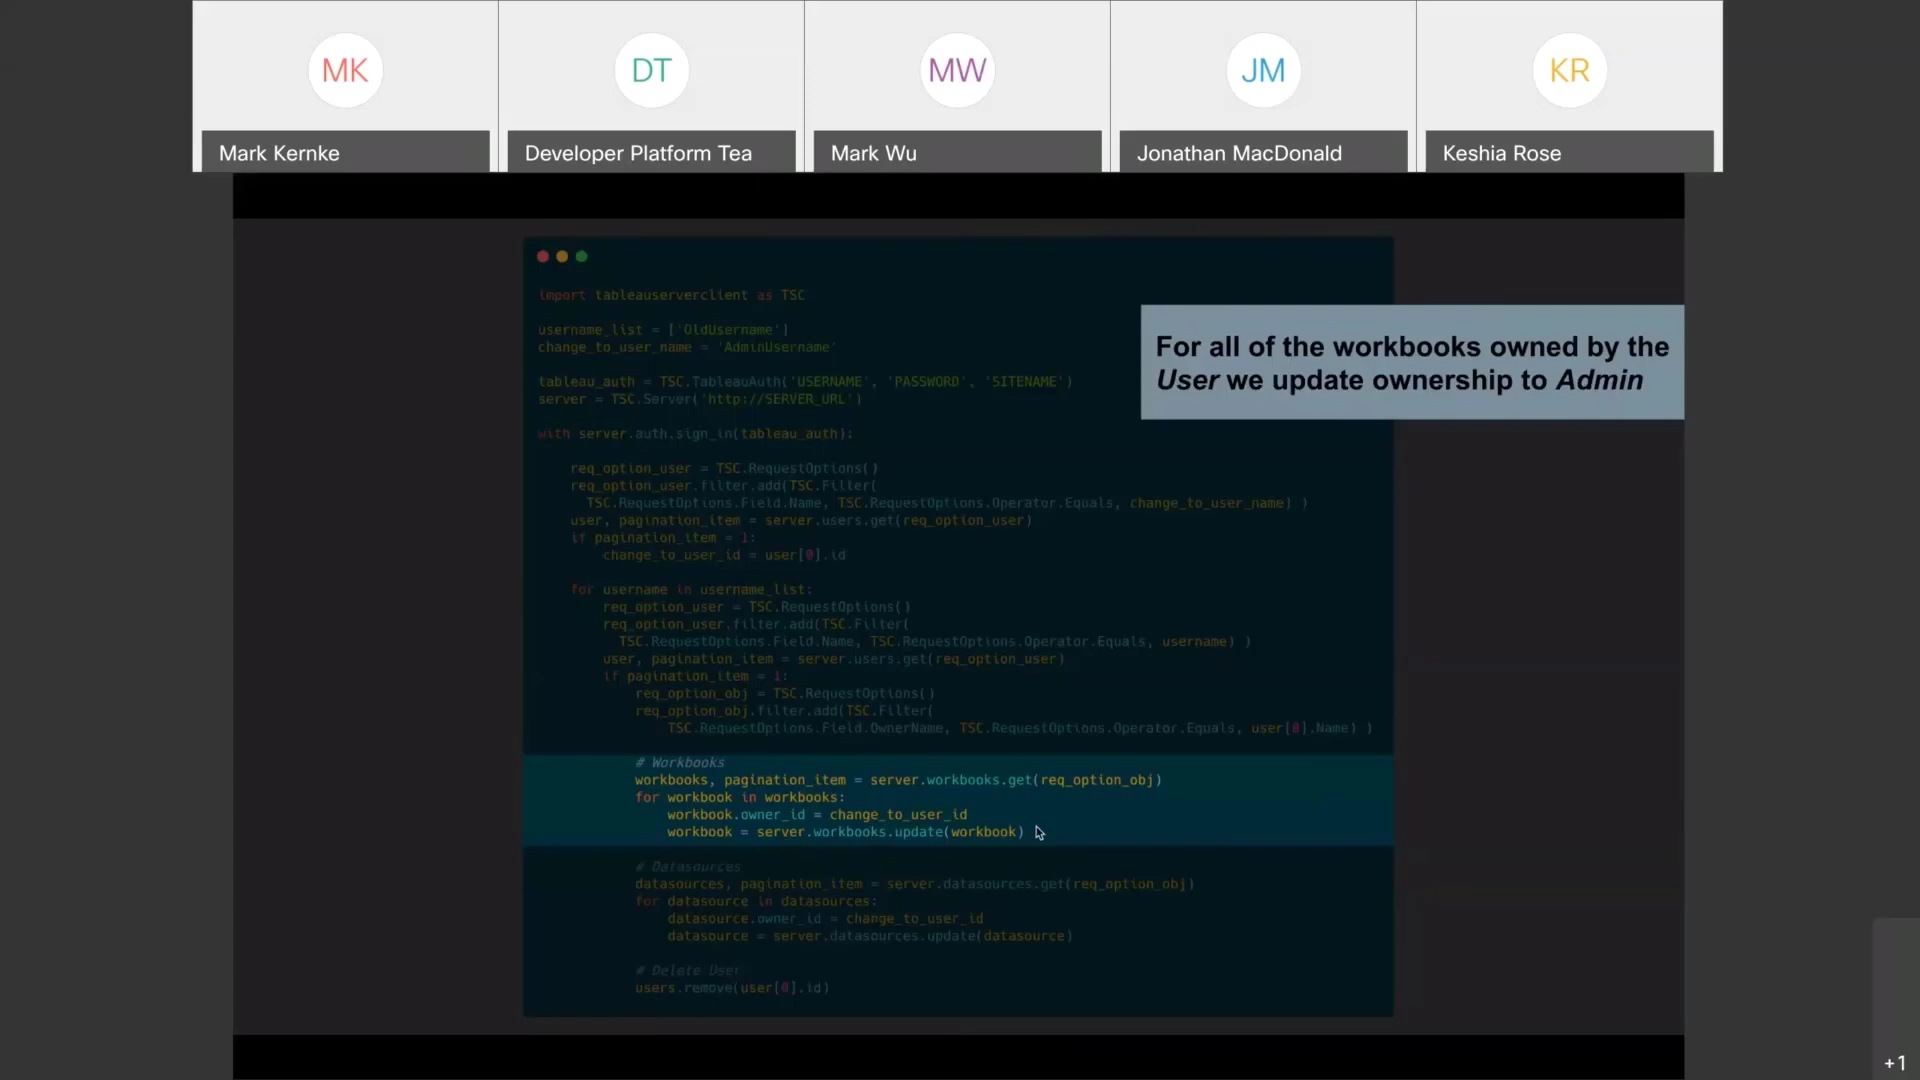 MK
DT
MW
JM
KR
Mark Kernke
Developer Platform Tea
Mark Wu
Jonathan MacDonald
Keshia Rose
import tableauserverclient as TSC
username_list = ['OldUsername']
change_to_user_name = 'AdminUsername'
tableau_auth = TSC.TableauAuth('USERNAME', 'PASSWORD', 'SITENAME')
server = TSC.Server('http://SERVER_URL')
with server.auth.sign_in(tableau_auth):
req_option_user = TSC.RequestOptions()
req_option_user.filter.add(TSC.Filter(
TSC.RequestOptions.Field.Name, TSC.RequestOptions.Operator.Equals, change_to_user_name) )
user, pagination_item = server.users.get(req_option_user)
if pagination_item = 1:
change_to_user_id = user[0].id
for username in username_list:
req_option_user = TSC.RequestOptions()
req_option_user.filter.add(TSC.Filter(
TSC.RequestOptions.Field.Name, TSC.RequestOptions.Operator.Equals, username) )
user, pagination_item = server.users.get(req_option_user)
if pagination_item = 1:
req_option_obj = TSC.RequestOptions()
req_option_obj.filter.add(TSC.Filter(
TSC.RequestOptions.Field.OwnerName, TSC.RequestOptions.Operator.Equals, user[0].Name) )
# Workbooks
workbooks, pagination_item = server.workbooks.get(req_option_obj)
for workbook in workbooks:
workbook.owner_id = change_to_user_id
workbook = server.workbooks.update(workbook)
# Datasources
datasources, pagination_item = server.datasources.get(req_option_obj)
for datasource in datasources:
datasource.owner_id = change_to_user_id
datasource = server.datasources.update(datasource)
# Delete User
users.remove(user[0].id)
For all of the workbooks owned by the
User we update ownership to Admin
+1